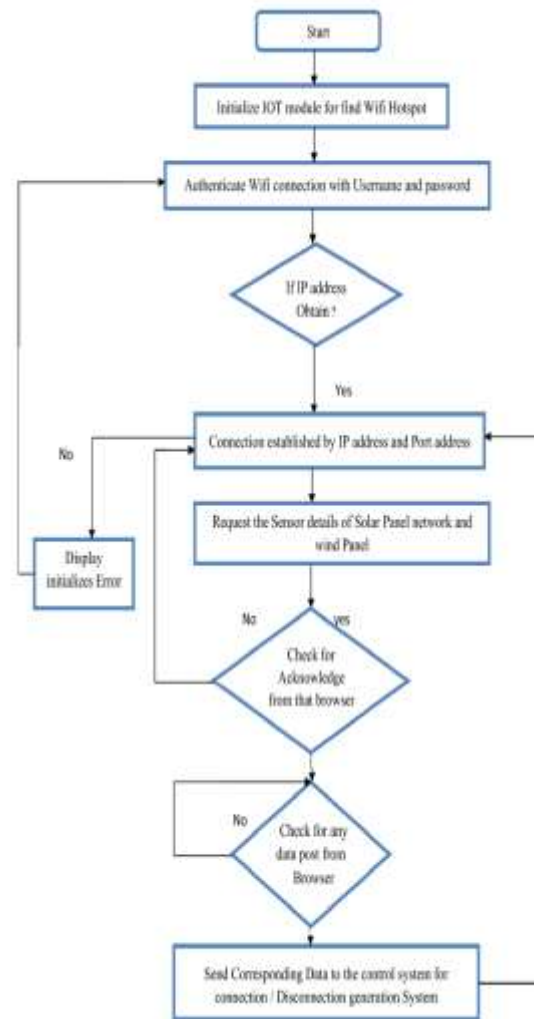 Start
Initialize IOT module for find Wifi Hotspot
Authenticate Wifi connection with Username and password
If IP address
Obtain ?
Yes
Connection established by IP address and Port address
No
Request the Sensor details of Solar Panel network and
wind Panel
Display
initializes Error
No
yes
Check for
Acknowledge
from that browser
No
Check for any
data post from
Browser
Send Corresponding Data to the control system for
connection / Disconnection generation System